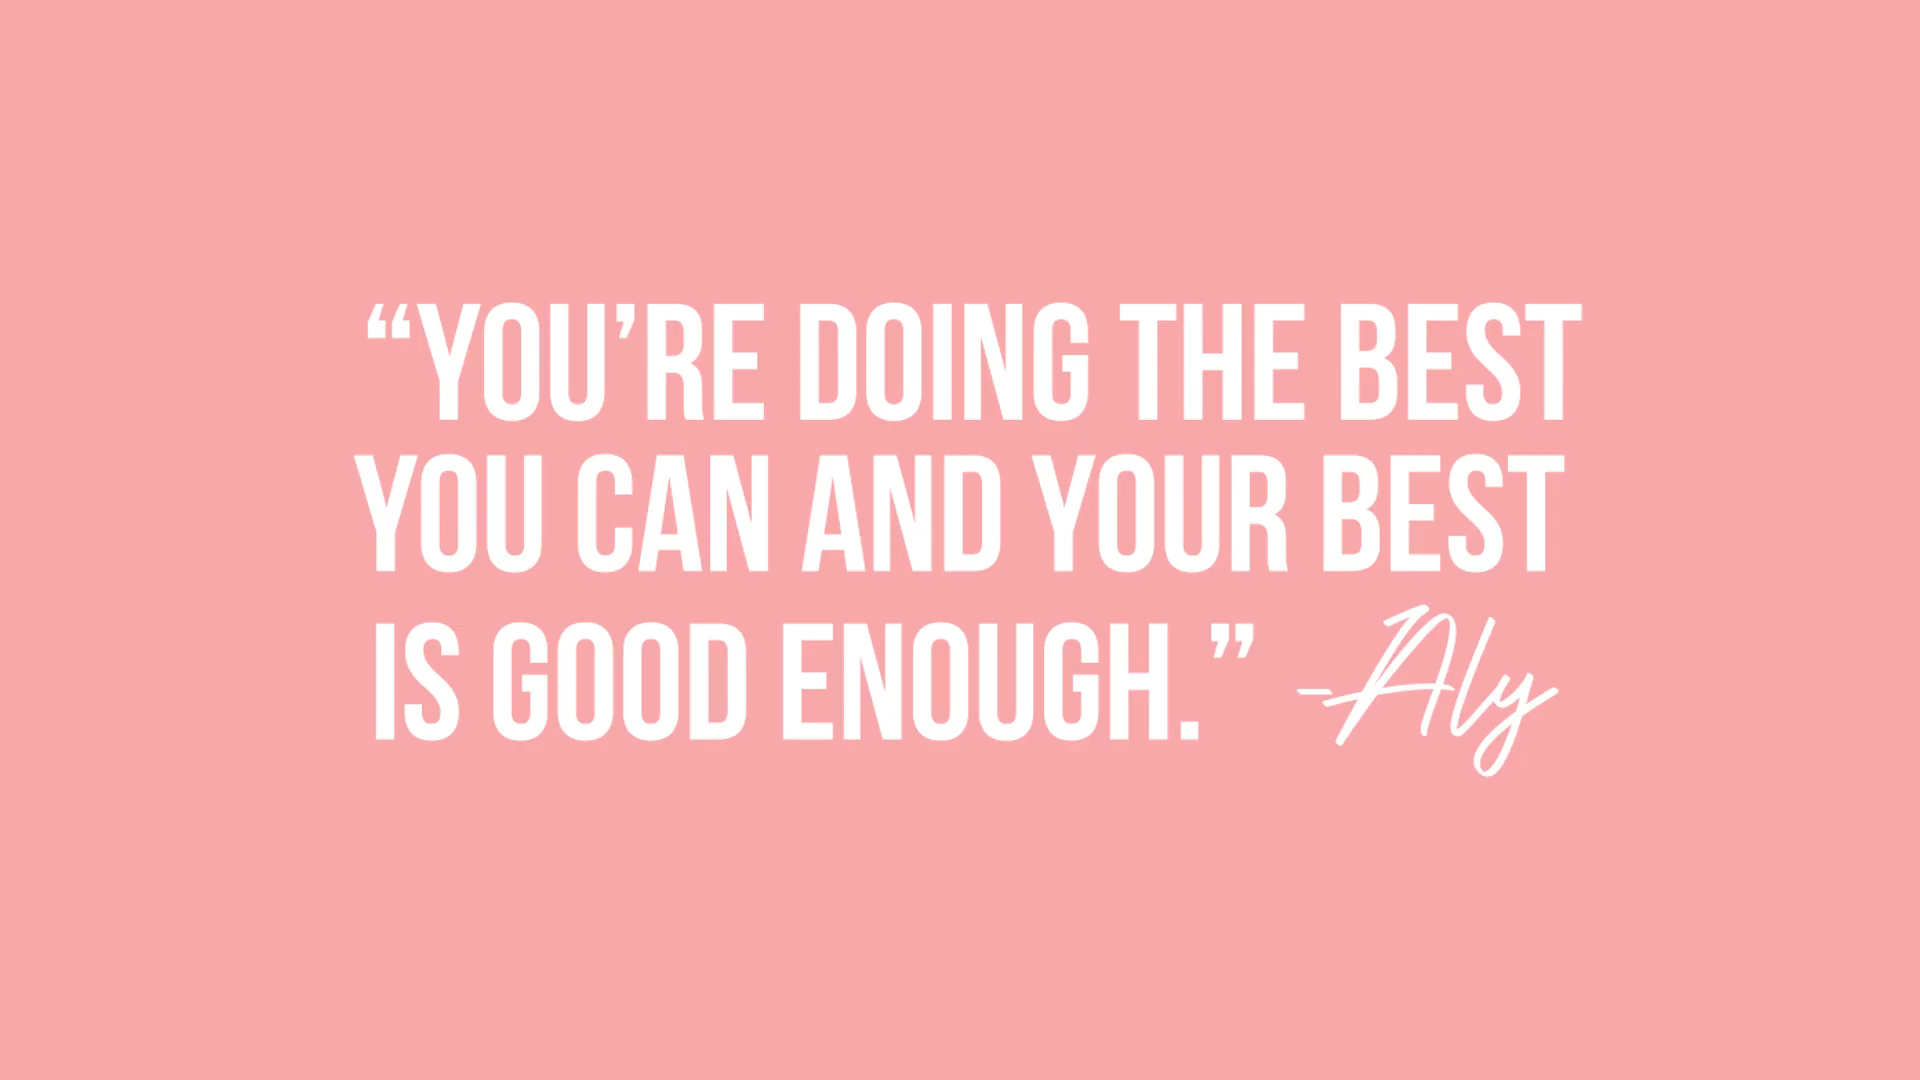 “YOU’RE DOING THE BEST
YOU CAN AND YOUR BEST
IS GOOD ENOUGH.” -Aly